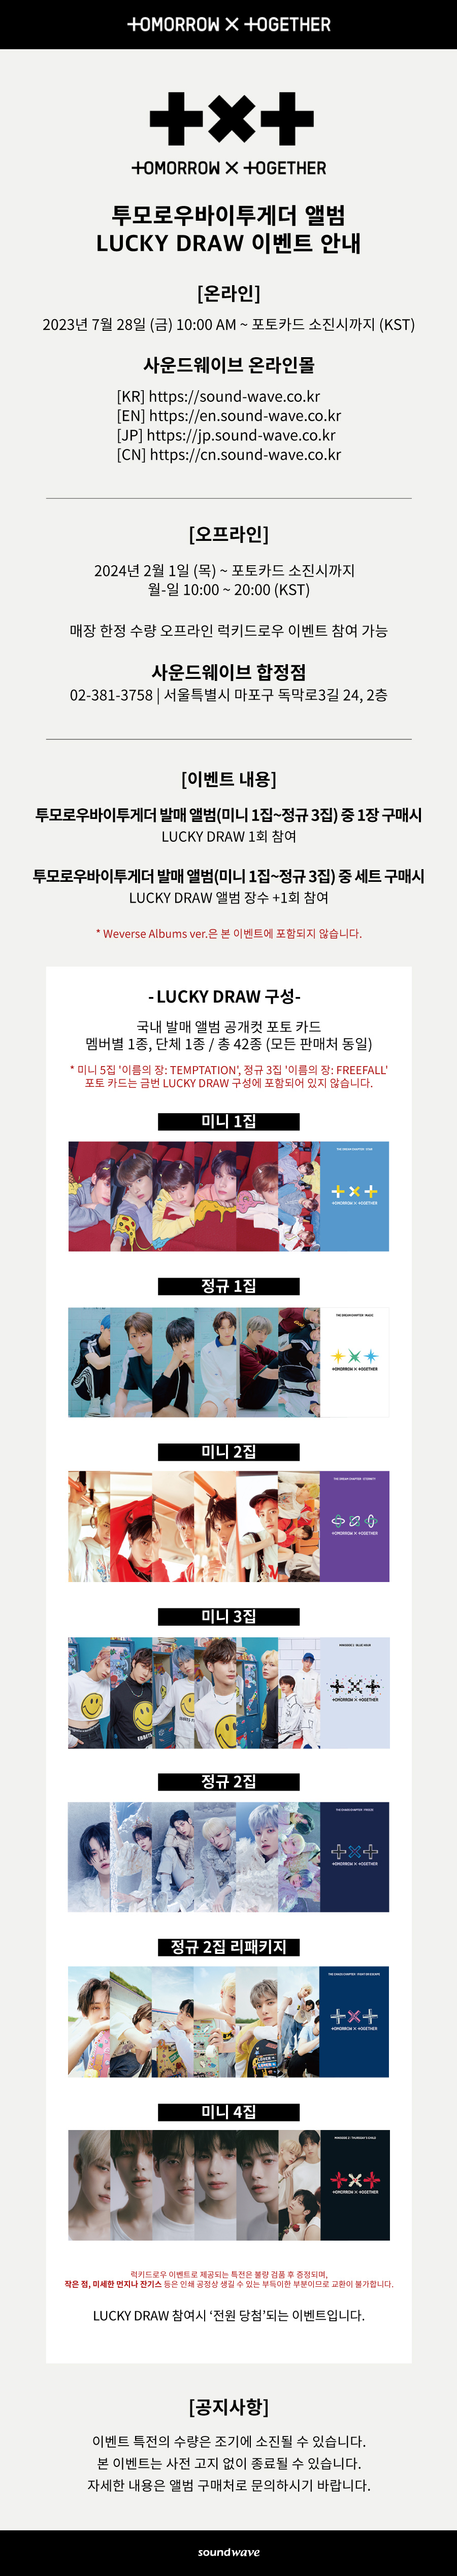 TOMORROW X TOGETHER
TOMORROW X TOGETHER
투모로우바이투게더 앨범
LUCKY DRAW 이벤트 안내
[온라인]
2023년 7월 28일 (금) 10:00 AM ~ 포토카드 소진시까지 (KST)
사운드웨이브 온라인몰
[KR] https://sound-wave.co.kr
[EN] https://en.sound-wave.co.kr
[JP] https://jp.sound-wave.co.kr
[CN] https://cn.sound-wave.co.kr
[오프라인]
2024년 2월 1일 (목) ~ 포토카드 소진시까지
월-일 10:00 ~ 20:00 (KST)
매장 한정 수량 오프라인 럭키드로우 이벤트 참여 가능
사운드웨이브 합정점
02-381-3758 | 서울특별시 마포구 독막로3길 24, 2층
[이벤트 내용]
투모로우바이투게더 발매 앨범(미니 1집~정규 3집) 중 1장 구매시
LUCKY DRAW 1회 참여
투모로우바이투게더 발매 앨범(미니 1집~정규 3집) 중 세트 구매시
LUCKY DRAW 앨범 장수 +1회 참여
* Weverse Albums ver.은 본 이벤트에 포함되지 않습니다.
- LUCKY DRAW 구성-
국내 발매 앨범 공개컷 포토 카드
멤버별 1종, 단체 1종 / 총 42종 (모든 판매처 동일)
* 미니 5집 '이름의 장: TEMPTATION', 정규 3집 '이름의 장: FREEFALL'
포토 카드는 금번 LUCKY DRAW 구성에 포함되어 있지 않습니다.
미니 1집
THE DREAM CHAPTER : STAR
TOMORROW X TOGETHER
정규 1집
THE DREAM CHAPTER : MAGIC
TOMORROW X TOGETHER
미니 2집
THE DREAM CHAPTER : ETERNITY
TOMORROW X TOGETHER
미니 3집
MINISODE 1 : BLUE HOUR
TOMORROW X TOGETHER
정규 2집
THE CHAOS CHAPTER : FREEZE
TOMORROW X TOGETHER
정규 2집 리패키지
THE CHAOS CHAPTER : FIGHT OR ESCAPE
TOMORROW X TOGETHER
미니 4집
MINISODE 2 : THURSDAY'S CHILD
TOMORROW X TOGETHER
럭키드로우 이벤트로 제공되는 특전은 불량 검품 후 증정되며,
작은 점, 미세한 먼지나 잔기스 등은 인쇄 공정상 생길 수 있는 부득이한 부분이므로 교환이 불가합니다.
LUCKY DRAW 참여시 '전원 당첨'되는 이벤트입니다.
[공지사항]
이벤트 특전의 수량은 조기에 소진될 수 있습니다.
본 이벤트는 사전 고지 없이 종료될 수 있습니다.
자세한 내용은 앨범 구매처로 문의하시기 바랍니다.
soundwave